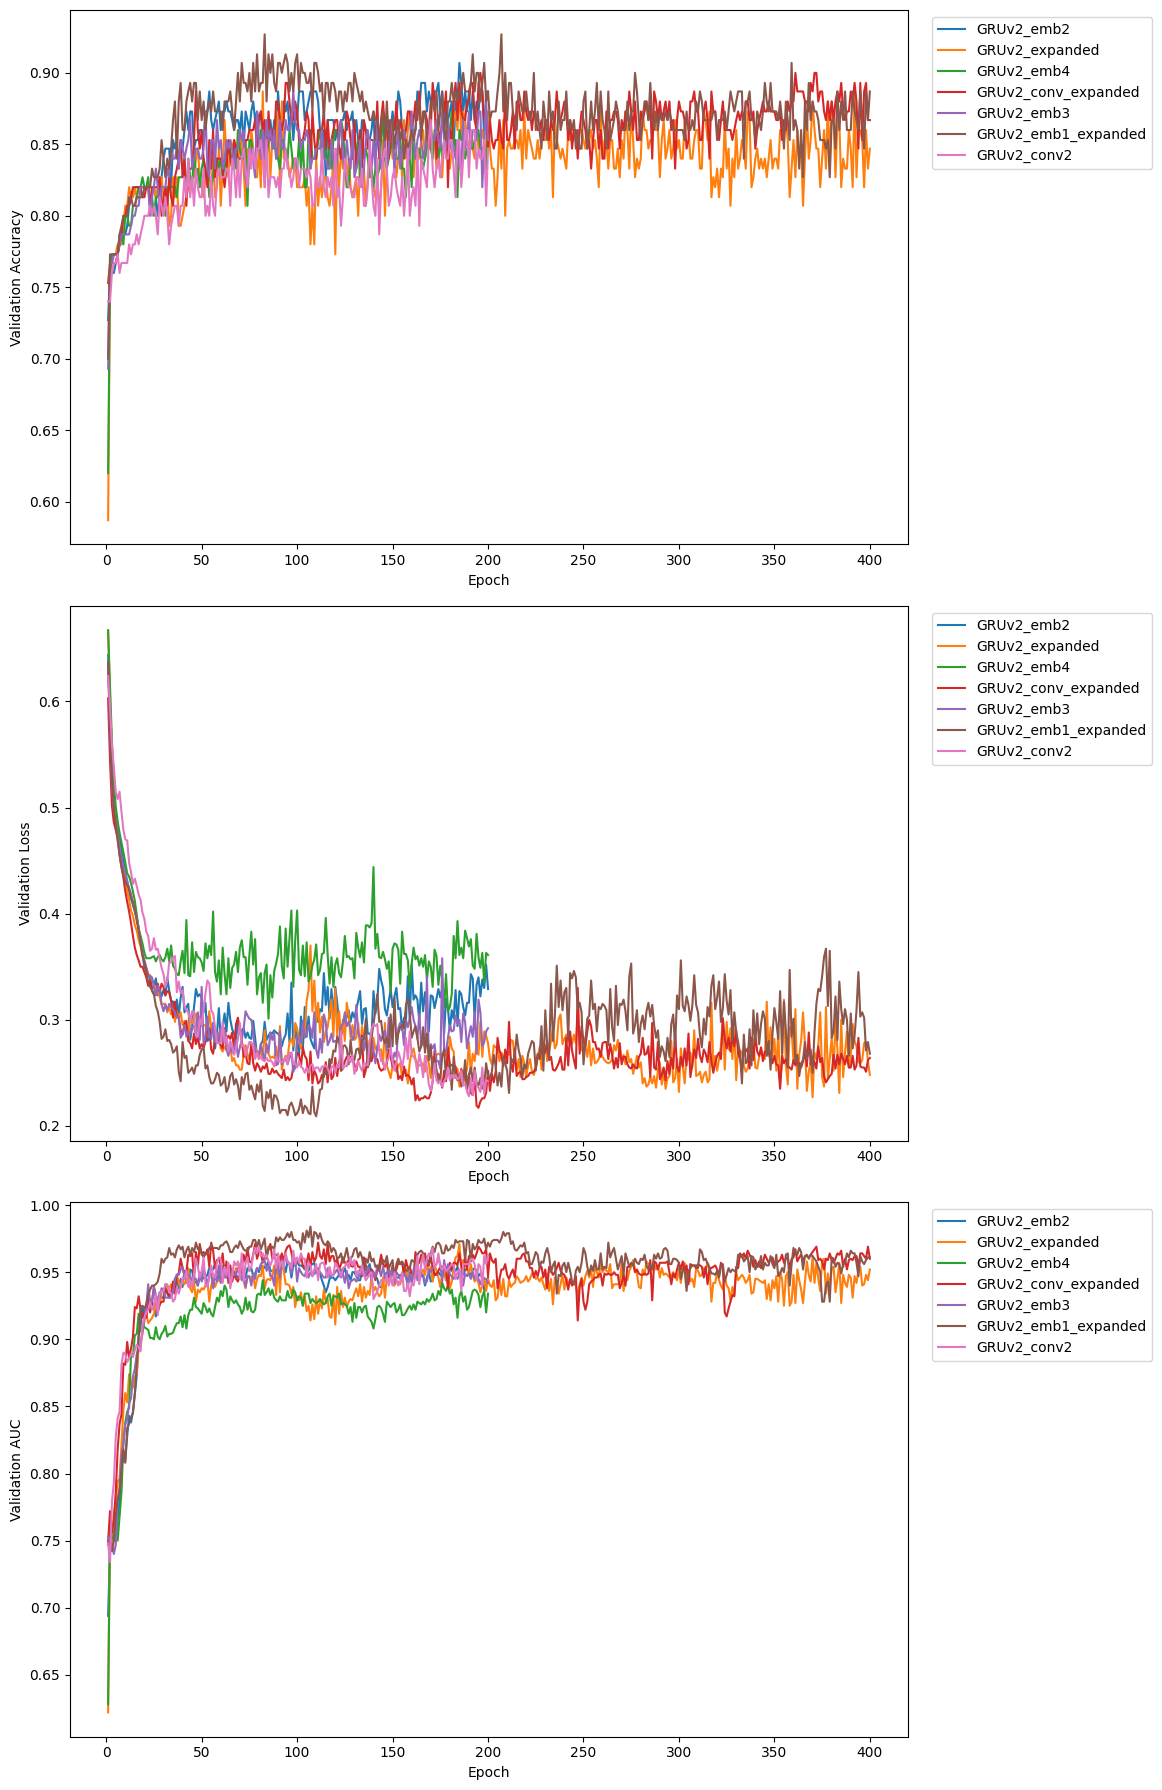 0.90
0.85
0.80
0.75
0.70
0.65
0.60
Validation Accuracy
0 50 100 150 200 250 300 350 400
Epoch
GRUv2_emb2
GRUv2_expanded
GRUv2_emb4
GRUv2_conv_expanded
GRUv2_emb3
GRUv2_emb1_expanded
GRUv2_conv2
0.6
0.5
0.4
0.3
0.2
Validation Loss
0 50 100 150 200 250 300 350 400
Epoch
GRUv2_emb2
GRUv2_expanded
GRUv2_emb4
GRUv2_conv_expanded
GRUv2_emb3
GRUv2_emb1_expanded
GRUv2_conv2
1.00
0.95
0.90
0.85
0.80
0.75
0.70
0.65
Validation AUC
0 50 100 150 200 250 300 350 400
Epoch
GRUv2_emb2
GRUv2_expanded
GRUv2_emb4
GRUv2_conv_expanded
GRUv2_emb3
GRUv2_emb1_expanded
GRUv2_conv2